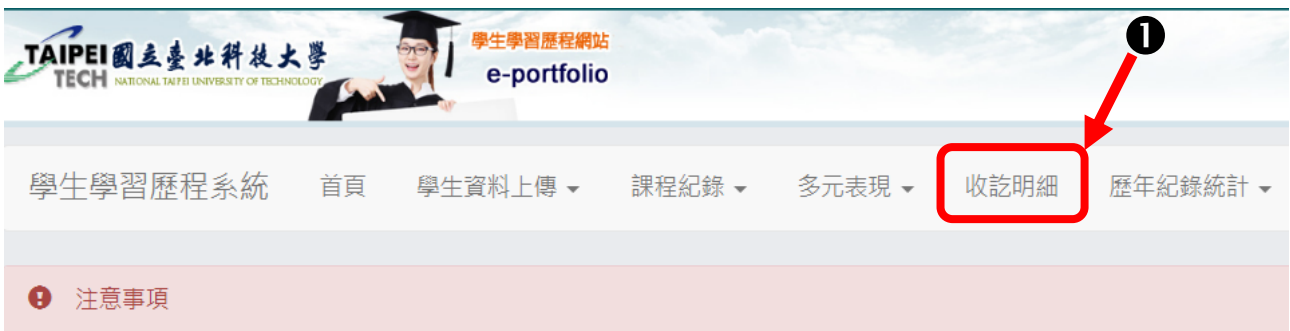 TAIPEI 國立臺北科技大學
TECH NATIONAL TAIPEI UNIVERSITY OF TECHNOLOGY
學生學習歷程網站
e-portfolio
❶
學生學習歷程系統 首頁 學生資料上傳 課程紀錄 多元表現 收訖明細 歷年紀錄統計
注意事項